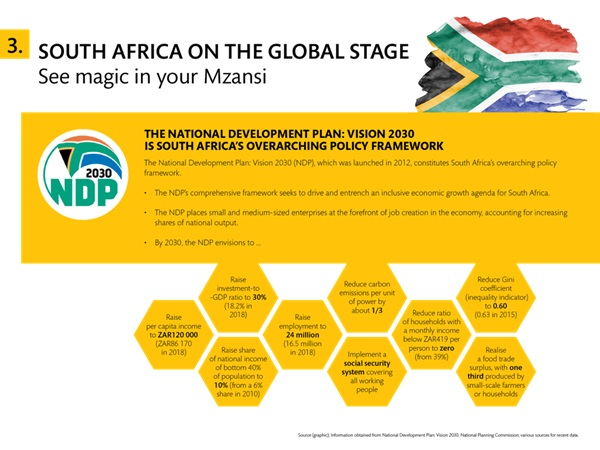 3.
SOUTH AFRICA ON THE GLOBAL STAGE
See magic in your Mzansi
2030
NDP
THE NATIONAL DEVELOPMENT PLAN: VISION 2030
IS SOUTH AFRICA'S OVERARCHING POLICY FRAMEWORK
The National Development Plan: Vision 2030 (NDP), which was launched in 2012, constitutes South Africa's overarching policy
framework.
• The NDP's comprehensive framework seeks to drive and entrench an inclusive economic growth agenda for South Africa.
• The NDP places small and medium-sized enterprises at the forefront of job creation in the economy, accounting for increasing
shares of national output.
• By 2030, the NDP envisions to ...
Raise
per capita income
to ZAR120 000
(ZAR86 170
in 2018)
Raise
investment-to
-GDP ratio to 30%
(18.2% in
2018)
Raise share
of national income
of bottom 40%
of population to
10% (from a 6%
share in 2010)
Raise
employment to
24 million
(16.5 million
in 2018)
Reduce carbon
emissions per unit
of power by
about 1/3
Implement a
social security
system covering
all working
people
Reduce ratio
of households with
a monthly income
below ZAR419 per
person to zero
(from 39%)
Reduce Gini
coefficient
(inequality indicator)
to 0.60
(0.63 in 2015)
Realise
a food trade
surplus, with one
third produced by
small-scale farmers
or households
Source (graphic): Information obtained from National Development Plan: Vision 2030, National Planning Commission; various sources for recent data.